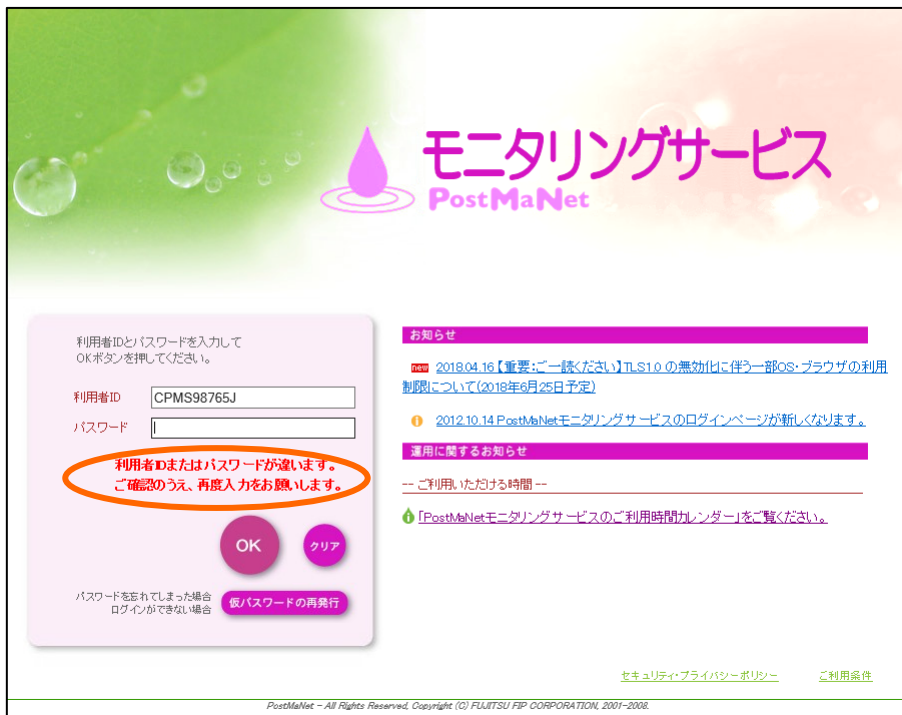 モニタリングサービス
PostMaNet
利用者IDとパスワードを入力して
OKボタンを押してください。
利用者ID
CPMS98765J
パスワード
利用者IDまたはパスワードが違います。
ご確認のうえ、再度入力をお願いします。
OK
クリア
パスワードを忘れてしまった場合
ログインができない場合
仮パスワードの再発行
お知らせ
new 2018.04.16【重要:ご一読ください】TLS1.0 の無効化に伴う一部OS・ブラウザの利用
制限について(2018年6月25日予定)
2012.10.14 PostMaNetモニタリングサービスのログインページが新しくなります。
運用に関するお知らせ
-- ご利用いただける時間 --
「PostMaNetモニタリングサービスのご利用時間カレンダー」をご覧ください。
セキュリティ・プライバシーポリシー
ご利用条件
PostMaNet - All Rights Reserved, Copyright (C) FUJITSU FIP CORPORATION, 2001-2008.